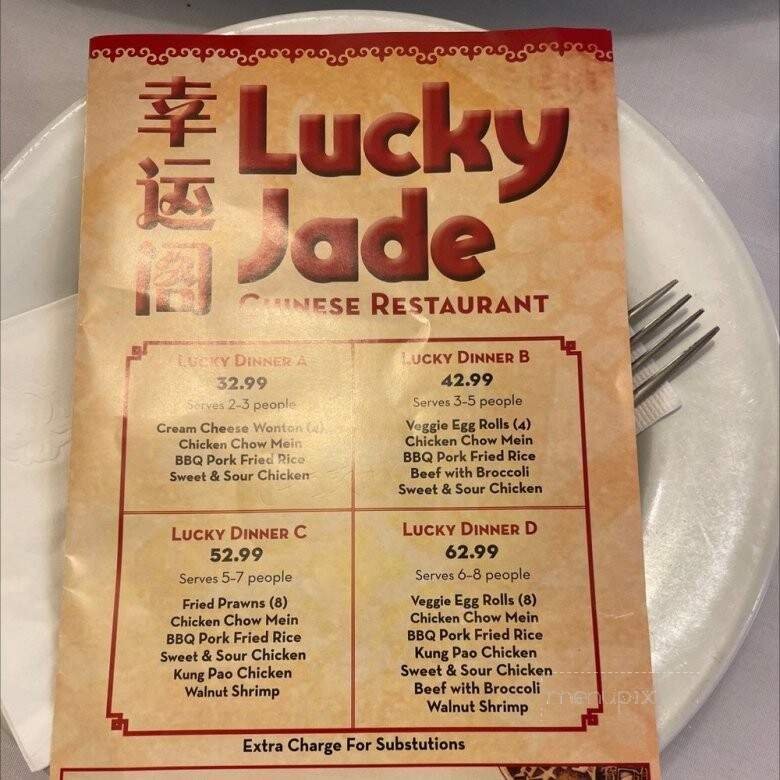 幸运阁
Lucky
Jade
CHINESE RESTAURANT
LUCKY DINNER A
32.99
Serves 2-3 people
Cream Cheese Wonton (4)
Chicken Chow Mein
BBQ Pork Fried Rice
Sweet & Sour Chicken
LUCKY DINNER B
42.99
Serves 3-5 people
Veggie Egg Rolls (4)
Chicken Chow Mein
BBQ Pork Fried Rice
Beef with Broccoli
Sweet & Sour Chicken
LUCKY DINNER C
52.99
Serves 5-7 people
Fried Prawns (8)
Chicken Chow Mein
BBQ Pork Fried Rice
Sweet & Sour Chicken
Kung Pao Chicken
Walnut Shrimp
LUCKY DINNER D
62.99
Serves 6-8 people
Veggie Egg Rolls (8)
Chicken Chow Mein
BBQ Pork Fried Rice
Kung Pao Chicken
Sweet & Sour Chicken
Beef with Broccoli
Walnut Shrimp
Extra Charge For Substutions
menupix